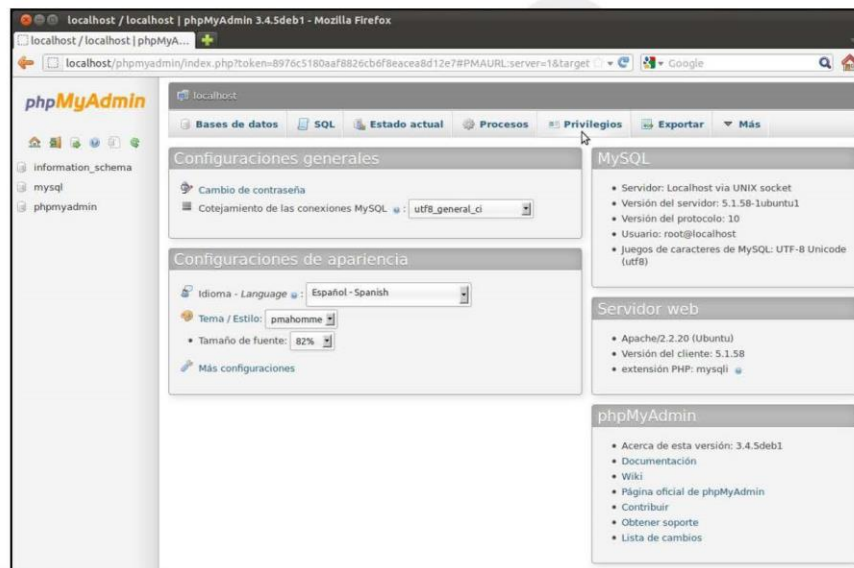 localhost / localhost | phpMyAdmin 3.4.5deb1 - Mozilla Firefox
localhost / localhost | phpMyA...
localhost/phpmyadmin/index.php?token=8976c5180aaf8826cb6f8eacea8d12e7#PMAURL:server=1&target
Google
phpMyAdmin
localhost
Bases de datos
SQL
Estado actual
Procesos
Privilegios
Exportar
Más
information_schema
mysql
phpmyadmin
Configuraciones generales
Cambio de contraseña
Cotejamiento de las conexiones MySQL : utf8_general_ci
Configuraciones de apariencia
Idioma - Language : Español - Spanish
Tema / Estilo: pmahomme
Tamaño de fuente: 82%
Más configuraciones
MySQL
Servidor: Localhost via UNIX socket
Versión del servidor: 5.1.58-1ubuntu1
Versión del protocolo: 10
Usuario: root@localhost
Juegos de caracteres de MySQL: UTF-8 Unicode
(utf8)
Servidor web
Apache/2.2.20 (Ubuntu)
Versión del cliente: 5.1.58
extensión PHP: mysqli
phpMyAdmin
Acerca de esta versión: 3.4.5deb1
Documentación
Wiki
Página oficial de phpMyAdmin
Contribuir
Obtener soporte
Lista de cambios